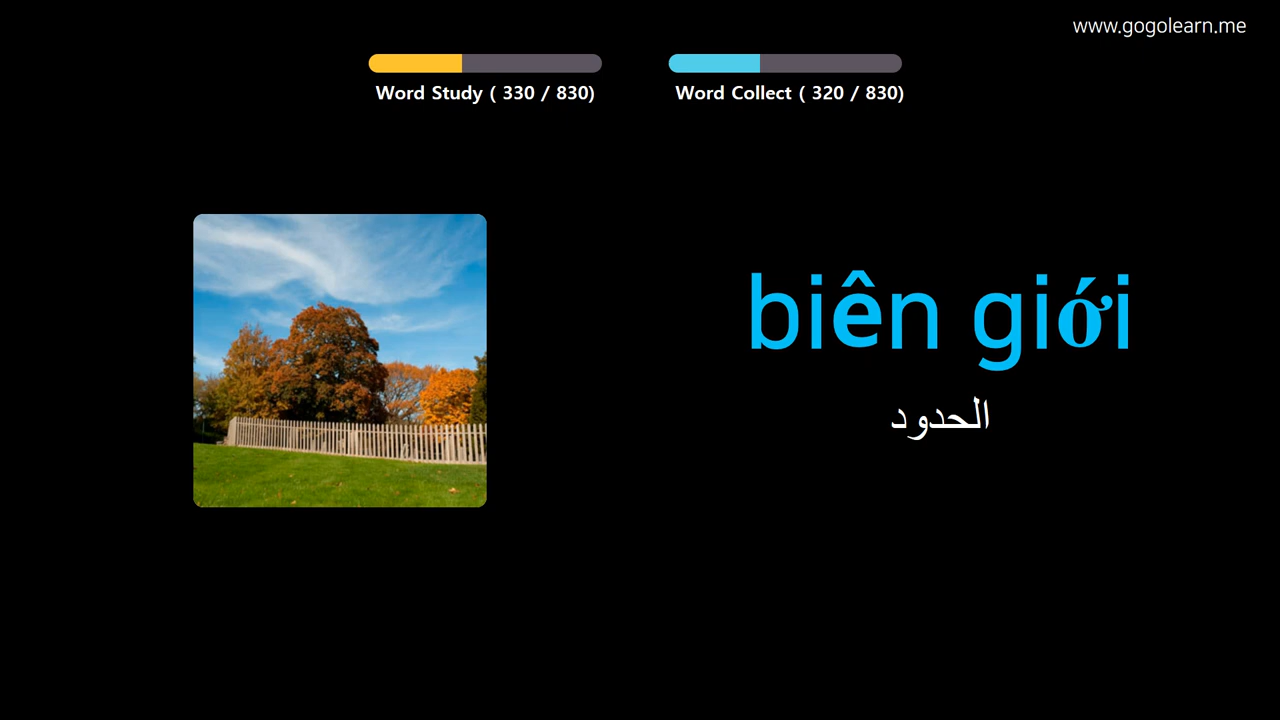 www.gogolearn.me
Word Study ( 330 / 830)
Word Collect ( 320 / 830)
biên giới
الحدود